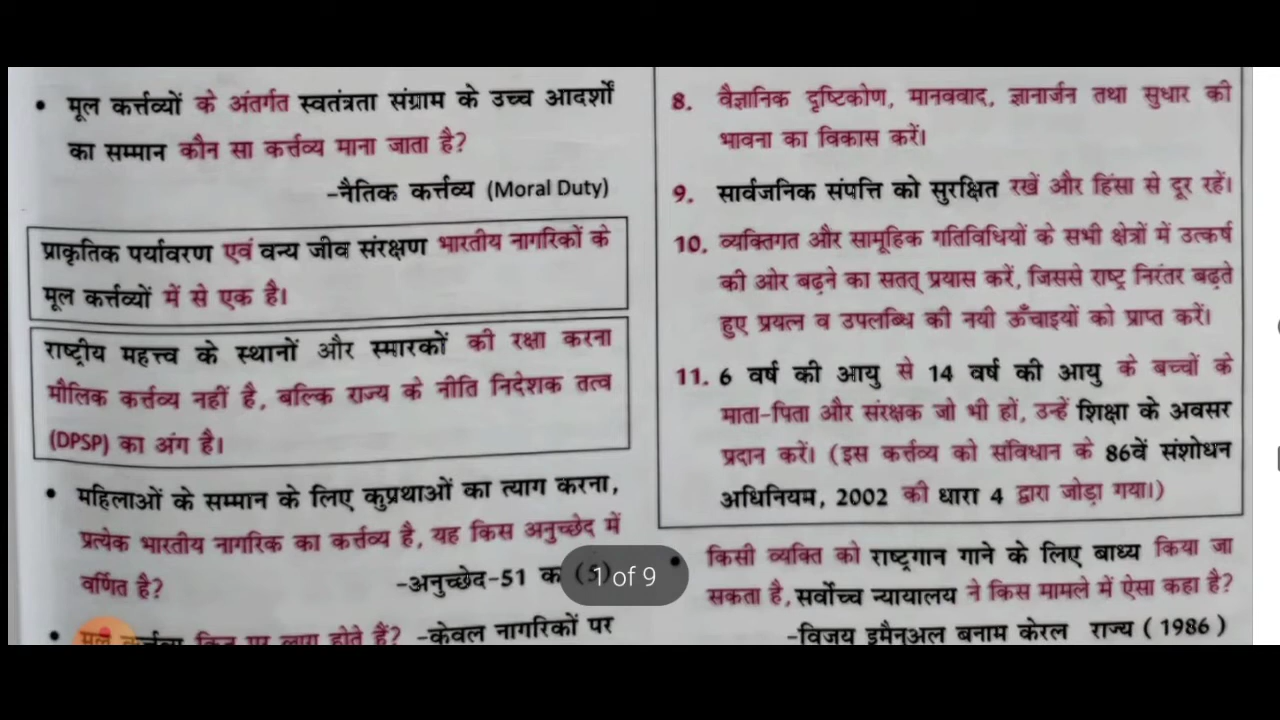 • मूल कर्त्तव्यों के अंतर्गत स्वतंत्रता संग्राम के उच्च आदर्शों
का सम्मान कौन सा कर्त्तव्य माना जाता है?
-नैतिक कर्त्तव्य (Moral Duty)
प्राकृतिक पर्यावरण एवं वन्य जीव संरक्षण भारतीय नागरिकों के
मूल कर्त्तव्यों में से एक है।
राष्ट्रीय महत्त्व के स्थानों और स्मारकों की रक्षा करना
मौलिक कर्त्तव्य नहीं है, बल्कि राज्य के नीति निदेशक तत्व
(DPSP) का अंग है।
• महिलाओं के सम्मान के लिए कुप्रथाओं का त्याग करना,
प्रत्येक भारतीय नागरिक का कर्त्तव्य है, यह किस अनुच्छेद में
वर्णित है? -अनुच्छेद-51 क (5)
• मूल कर्त्तव्य किन पर लागू होते हैं? -केवल नागरिकों पर
8. वैज्ञानिक दृष्टिकोण, मानववाद, ज्ञानार्जन तथा सुधार की
भावना का विकास करें।
9. सार्वजनिक संपत्ति को सुरक्षित रखें और हिंसा से दूर रहें।
10. व्यक्तिगत और सामूहिक गतिविधियों के सभी क्षेत्रों में उत्कर्ष
की ओर बढ़ने का सतत् प्रयास करें, जिससे राष्ट्र निरंतर बढ़ते
हुए प्रयत्न व उपलब्धि की नयी ऊँचाइयों को प्राप्त करें।
11. 6 वर्ष की आयु से 14 वर्ष की आयु के बच्चों के
माता-पिता और संरक्षक जो भी हों, उन्हें शिक्षा के अवसर
प्रदान करें। (इस कर्त्तव्य को संविधान के 86वें संशोधन
अधिनियम, 2002 की धारा 4 द्वारा जोड़ा गया।)
• किसी व्यक्ति को राष्ट्रगान गाने के लिए बाध्य किया जा
सकता है, सर्वोच्च न्यायालय ने किस मामले में ऐसा कहा है?
-विजय इमैनुअल बनाम केरल राज्य ( 1986 )
1 of 9